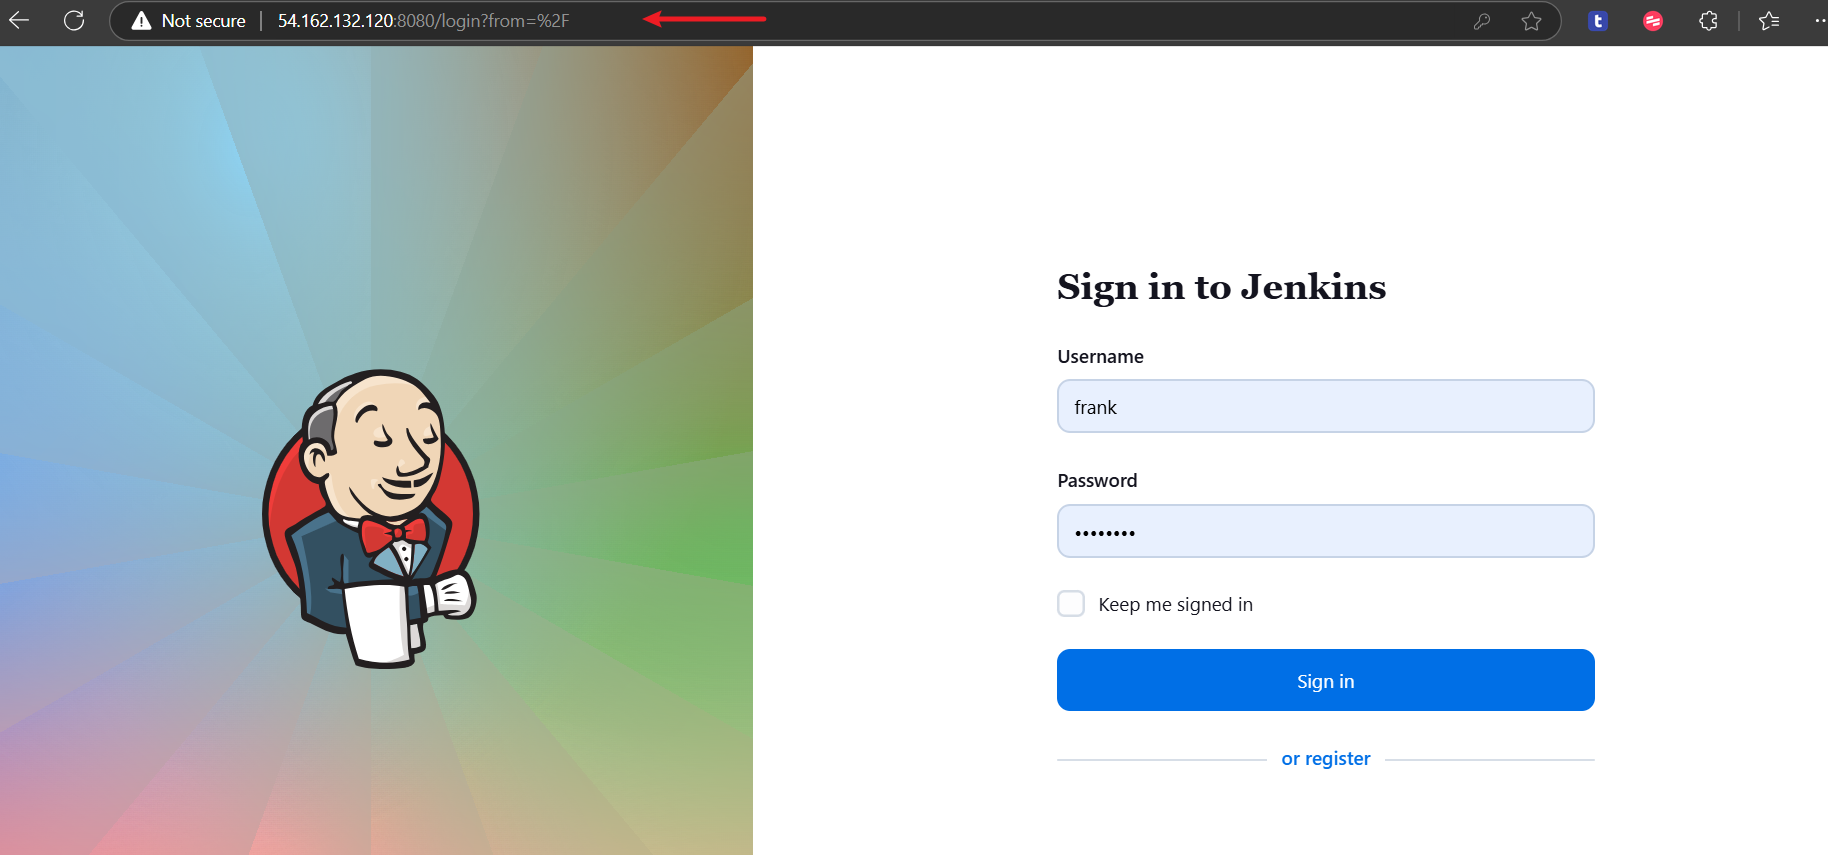 Not secure 54.162.132.120:8080/login?from=%2F
Sign in to Jenkins
Username
frank
Password
••••••••
Keep me signed in
Sign in
or register